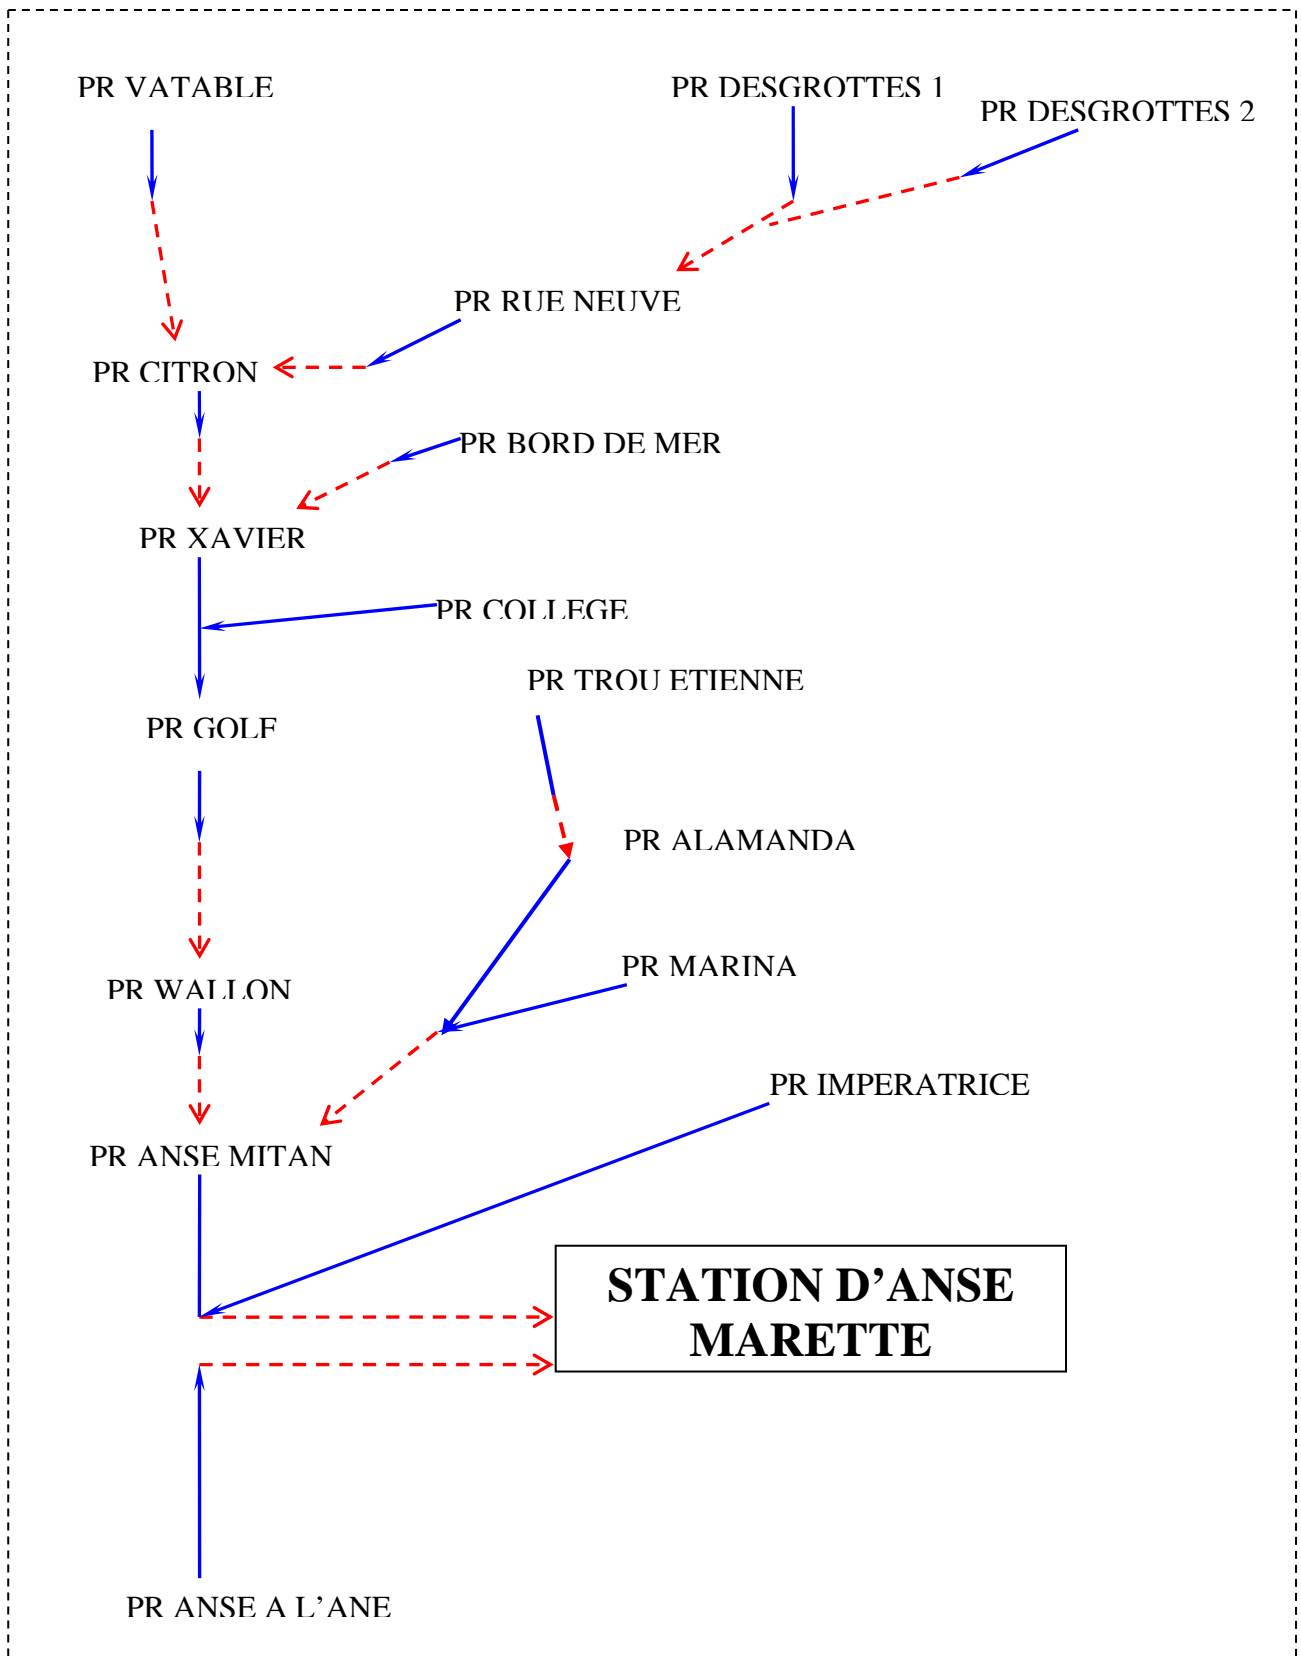 PR VATABLE
PR DESGROTTES 1
PR DESGROTTES 2
PR RUE NEUVE
PR CITRON
PR BORD DE MER
PR XAVIER
PR COLLEGE
PR TROU ETIENNE
PR GOLF
PR ALAMANDA
PR MARINA
PR WALLON
PR IMPERATRICE
PR ANSE MITAN
STATION D’ANSE
MARETTE
PR ANSE A L’ANE